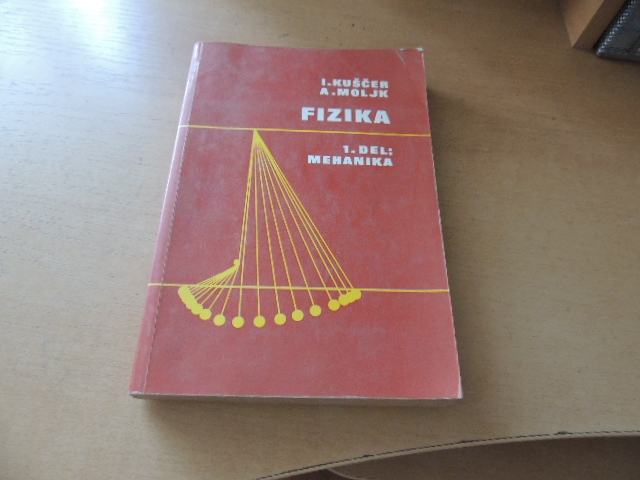 I. KUŠČER
A. MOLJK
FIZIKA
1. DEL:
MEHANIKA